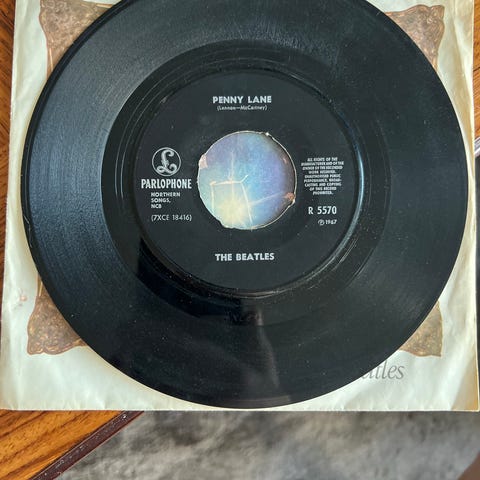 PENNY LANE
(Lennon—McCartney)
£
PARLOPHONE
NORTHERN
SONGS,
NCB
(7XCE 18416)
ALL RIGHTS OF THE
MANUFACTURER AND OF THE
OWNER OF THE RECORDED
WORK RESERVED.
UNAUTHORISED PUBLIC
PERFORMANCE, BROAD-
CASTING AND COPYING
OF THIS RECORD
PROHIBITED.
R 5570
℗ 1967
THE BEATLES